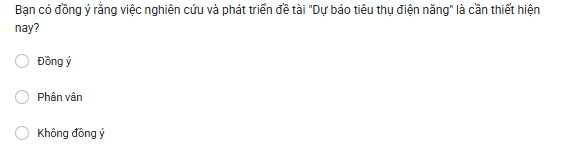 Bạn có đồng ý rằng việc nghiên cứu và phát triển đề tài "Dự báo tiêu thụ điện năng" là cần thiết hiện
nay?
Đồng ý
Phân vân
Không đồng ý